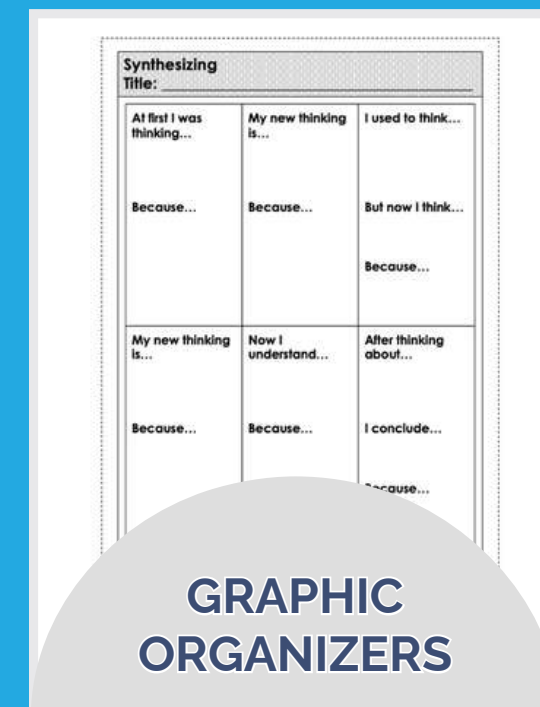 Synthesizing
Title:
At first I was
thinking...
Because...
My new thinking
is...
Because...
I used to think...
But now I think...
Because...
My new thinking
is...
Because...
Now I
understand...
Because...
After thinking
about...
I conclude...
Because...
GRAPHIC
ORGANIZERS